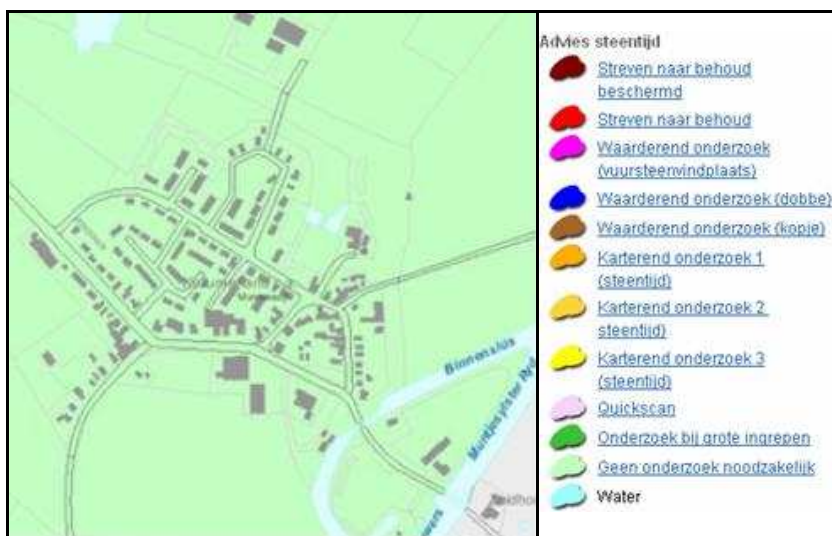 Binnensluis
Advies steentijd
Streven naar behoud
beschermd
Streven naar behoud
Waarderend onderzoek
(vuursteenvindplaats)
Waarderend onderzoek (dobbe)
Waarderend onderzoek (kopje)
Karterend onderzoek 1
(steentijd)
Karterend onderzoek 2
steentijd)
Karterend onderzoek 3
(steentijd)
Quickscan
Onderzoek bij grote ingrepen
Geen onderzoek noodzakelijk
Water